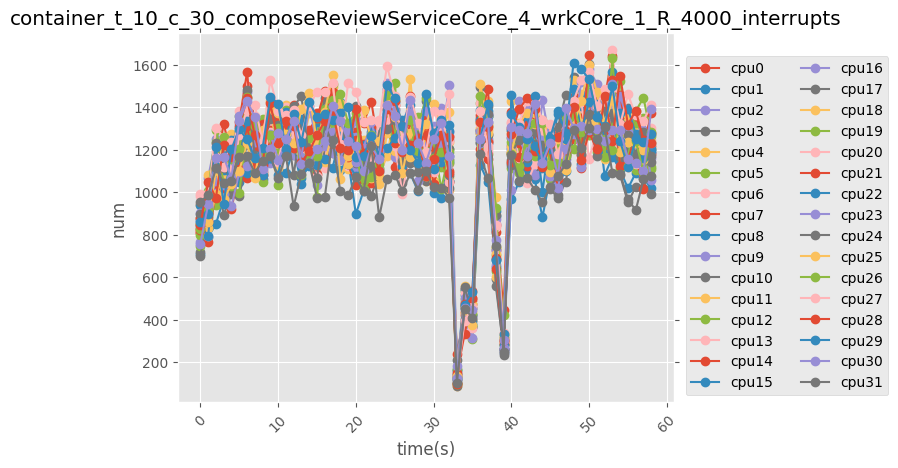 container_t_10_c_30_composeReviewServiceCore_4_wrkCore_1_R_4000_interrupts
1600
1400
1200
1000
800
600
400
200
num
0
10
20
30
40
50
60
time(s)
cpu0
cpu1
cpu2
cpu3
cpu4
cpu5
cpu6
cpu7
cpu8
cpu9
cpu10
cpu11
cpu12
cpu13
cpu14
cpu15
cpu16
cpu17
cpu18
cpu19
cpu20
cpu21
cpu22
cpu23
cpu24
cpu25
cpu26
cpu27
cpu28
cpu29
cpu30
cpu31